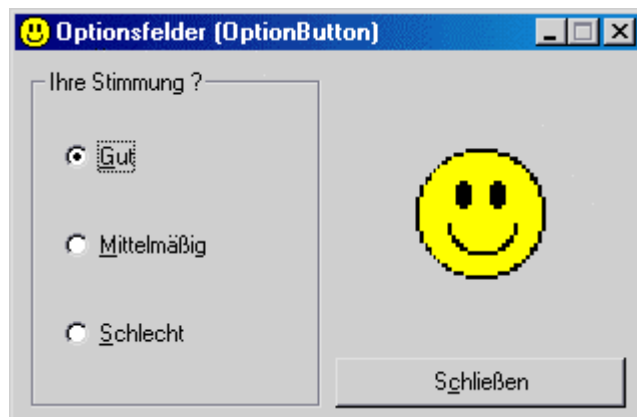 Optionsfelder (OptionButton)
Ihre Stimmung ?
Gut
Mittelmäßig
Schlecht
Schließen